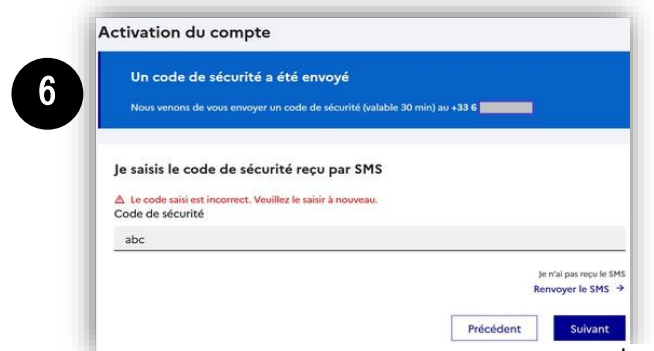 Activation du compte
6
Un code de sécurité a été envoyé
Nous venons de vous envoyer un code de sécurité (valable 30 min) au +33 6
Je saisis le code de sécurité reçu par SMS
Le code saisi est incorrect. Veuillez le saisir à nouveau.
Code de sécurité
abc
Je n'ai pas reçu le SMS
Renvoyer le SMS →
Précédent
Suivant